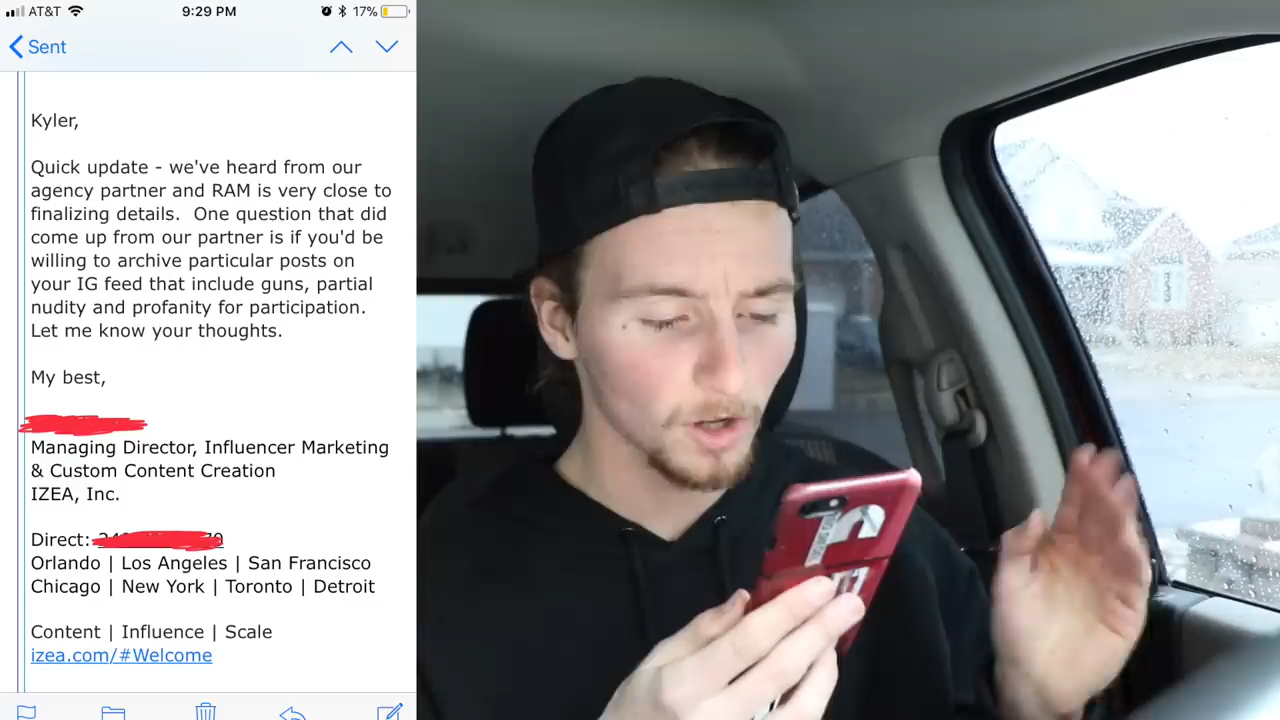 AT&T 9:29 PM 17%
Sent
Kyler,
Quick update - we've heard from our
agency partner and RAM is very close to
finalizing details.  One question that did
come up from our partner is if you'd be
willing to archive particular posts on
your IG feed that include guns, partial
nudity and profanity for participation.
Let me know your thoughts.
My best,
Managing Director, Influencer Marketing
& Custom Content Creation
IZEA, Inc.
Direct:
Orlando | Los Angeles | San Francisco
Chicago | New York | Toronto | Detroit
Content | Influence | Scale
izea.com/#Welcome